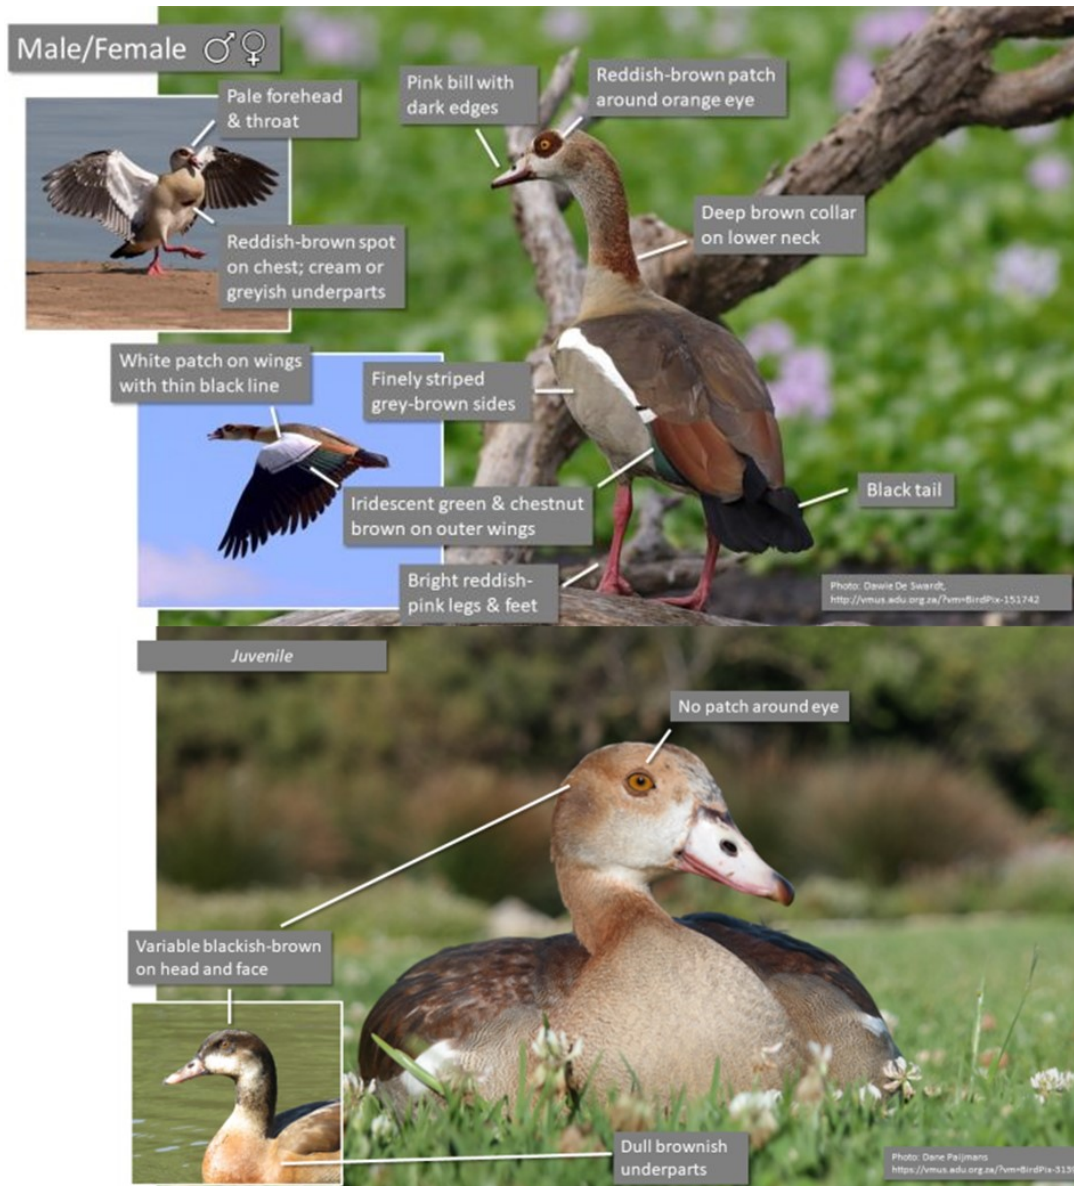 Male/Female ♂♀
Pale forehead
& throat
Pink bill with
dark edges
Reddish-brown patch
around orange eye
Deep brown collar
on lower neck
Reddish-brown spot
on chest; cream or
greyish underparts
White patch on wings
with thin black line
Finely striped
grey-brown sides
Iridescent green & chestnut
brown on outer wings
Black tail
Bright reddish-
pink legs & feet
Photo: Dawie De Swardt,
http://vmus.adu.org.za/?vm=BirdPix-151742
Juvenile
No patch around eye
Variable blackish-brown
on head and face
Dull brownish
underparts
Photo: Dane Paijmans